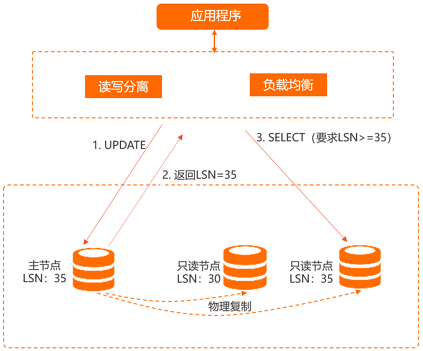 应用程序
读写分离
负载均衡
1. UPDATE
3. SELECT（要求LSN>=35）
2. 返回LSN=35
主节点
LSN：35
只读节点
LSN：30
只读节点
LSN：35
物理复制